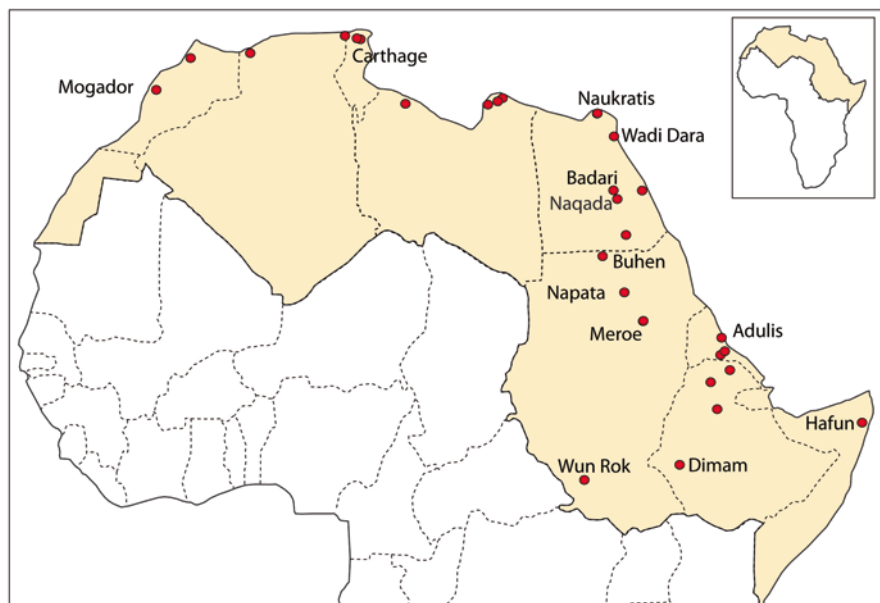 Carthage
Mogador
Naukratis
Wadi Dara
Badari
Naqada
Buhen
Napata
Meroe
Adulis
Hafun
Wun Rok
Dimam